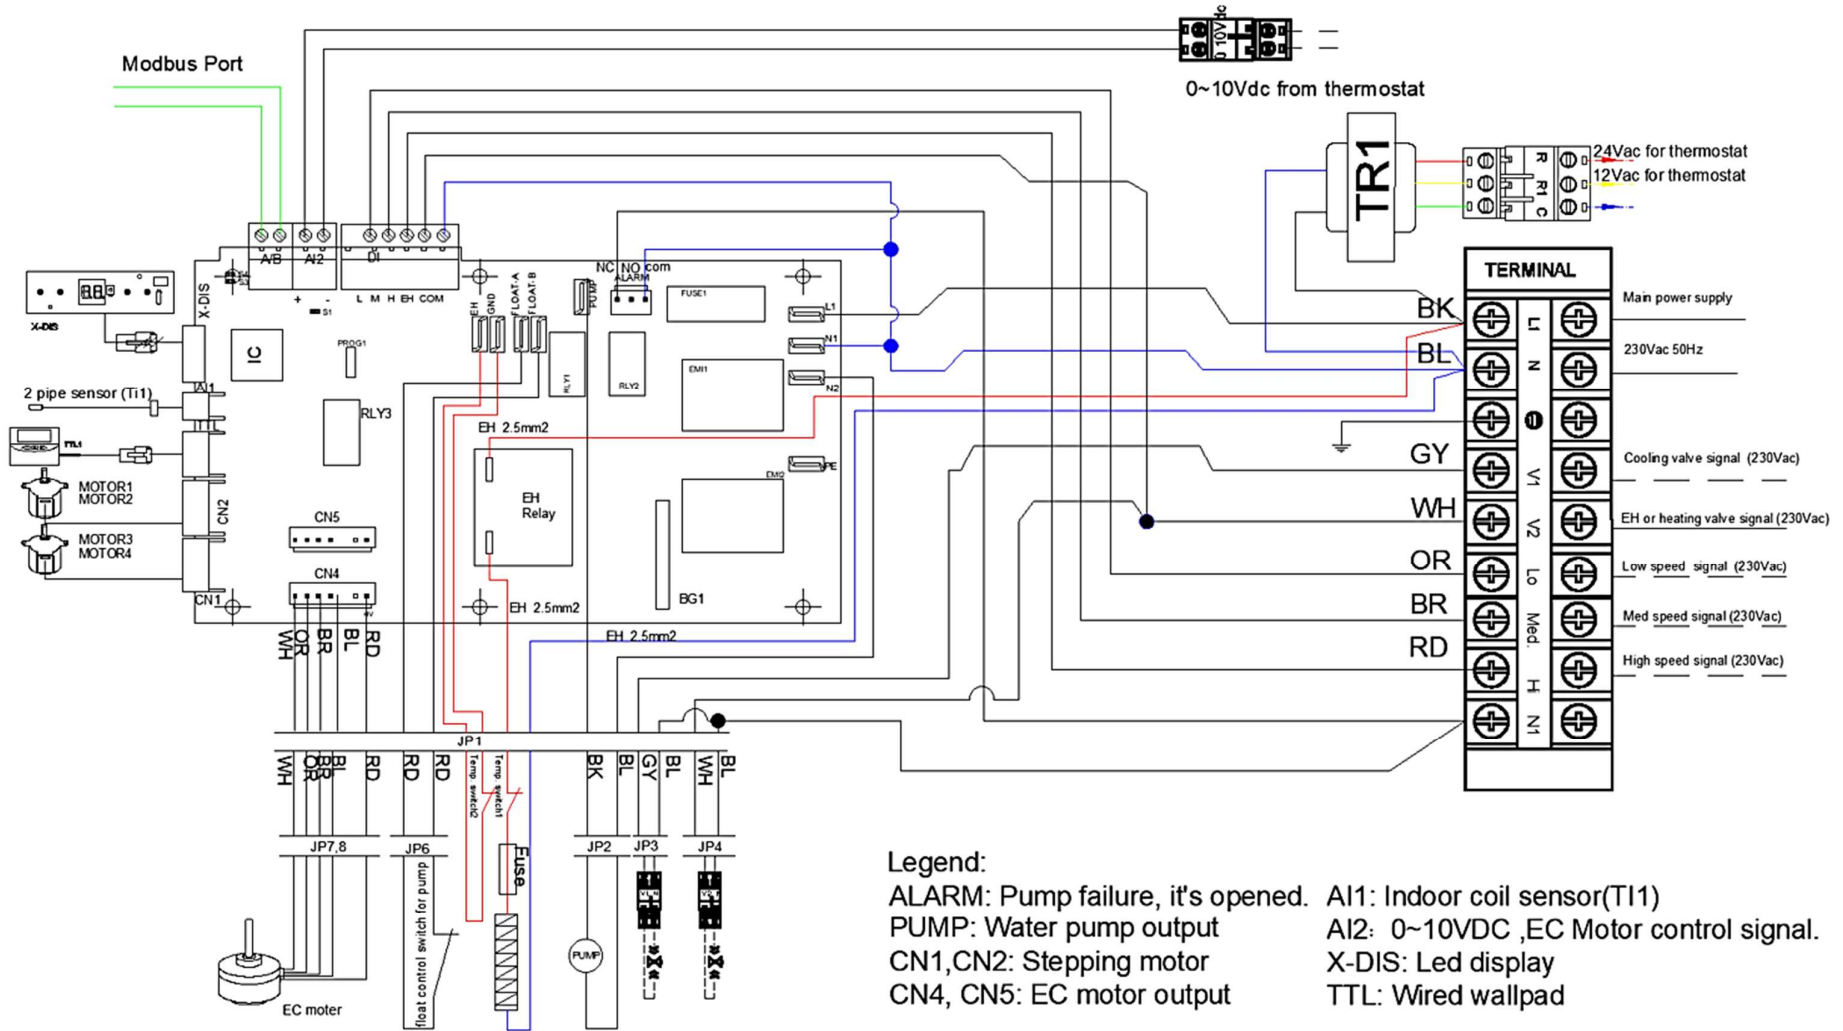 0 10Vdc
Modbus Port
0~10Vdc from thermostat
TR1
R
R1
C
24Vac for thermostat
12Vac for thermostat
A/B
AI2
DI
+ -
L M H EH COM
S1
X-DIS
X-DIS
IC
PROG1
EH
GND
FLOAT-A
FLOAT-B
PUMP
NC NO com
ALARM
FUSE1
L1
N1
N2
PE
RLY1
RLY2
EMI1
EMI2
RLY3
AI1
TTL
2 pipe sensor (Ti1)
TTL1
MOTOR1
MOTOR2
MOTOR3
MOTOR4
CN2
CN1
CN5
CN4
EH 2.5mm2
EH
Relay
BG1
EH 2.5mm2
EH 2.5mm2
TERMINAL
BK
L1
Main power supply
BL
N
230Vac 50Hz
GY
V1
Cooling valve signal (230Vac)
WH
V2
EH or heating valve signal (230Vac)
OR
Lo
Low speed signal (230Vac)
BR
Med.
Med speed signal (230Vac)
RD
H
High speed signal (230Vac)
N1
WH OR BR BL RD
JP1
WH OR BR BL RD
RD RD
Temp. switch2
Temp. switch1
BK BL GY BL WH BL
JP7,8
JP6
JP2
JP3
JP4
Fuse
float control switch for pump
PUMP
EC moter
Legend:
ALARM: Pump failure, it's opened.
PUMP: Water pump output
CN1,CN2: Stepping motor
CN4, CN5: EC motor output
AI1: Indoor coil sensor(TI1)
AI2: 0~10VDC ,EC Motor control signal.
X-DIS: Led display
TTL: Wired wallpad